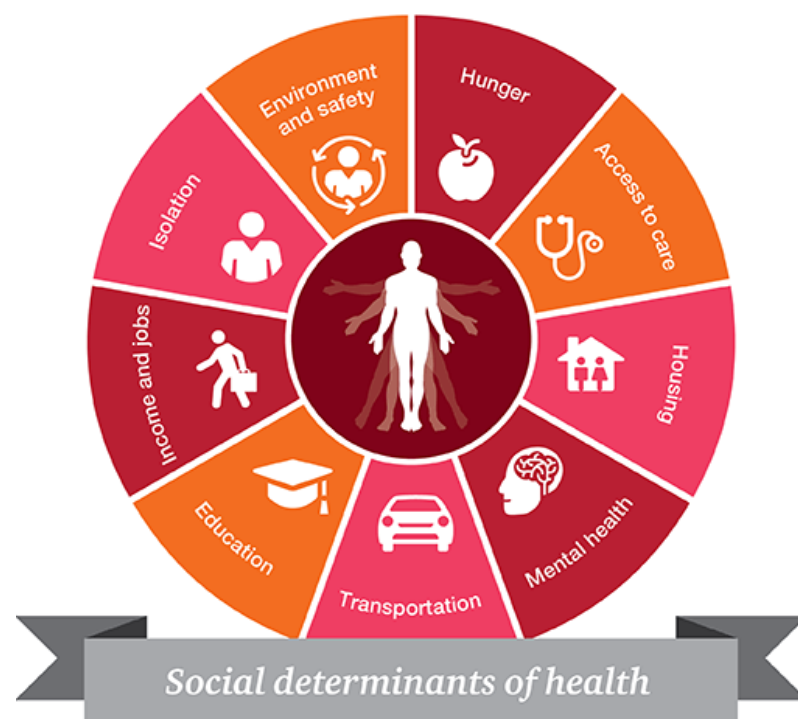 Environment
and safety
Hunger
Access to care
Housing
Mental health
Transportation
Education
Income and jobs
Isolation
Social determinants of health